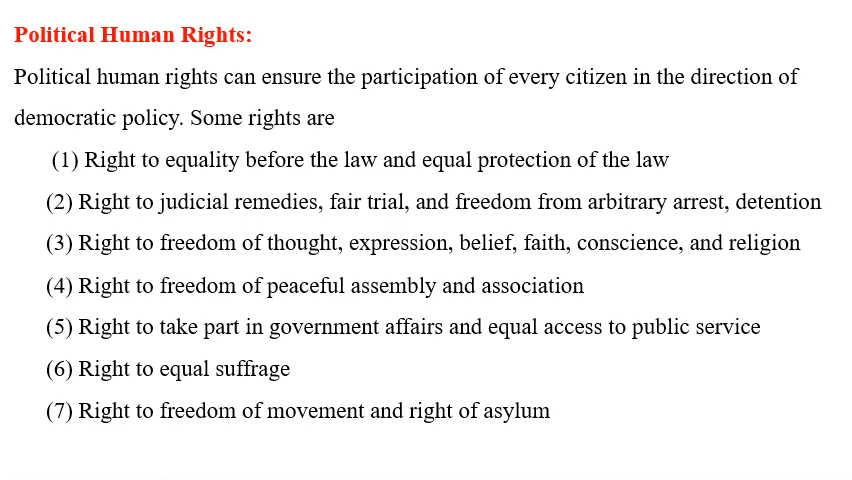 Political Human Rights:
Political human rights can ensure the participation of every citizen in the direction of
democratic policy. Some rights are
(1) Right to equality before the law and equal protection of the law
(2) Right to judicial remedies, fair trial, and freedom from arbitrary arrest, detention
(3) Right to freedom of thought, expression, belief, faith, conscience, and religion
(4) Right to freedom of peaceful assembly and association
(5) Right to take part in government affairs and equal access to public service
(6) Right to equal suffrage
(7) Right to freedom of movement and right of asylum